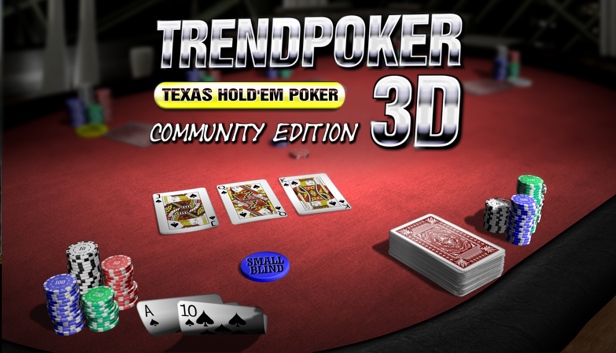 TRENDPOKER
TEXAS HOLD'EM POKER
3D
COMMUNITY EDITION
J
Q
K
SMALL
BLIND
A
10